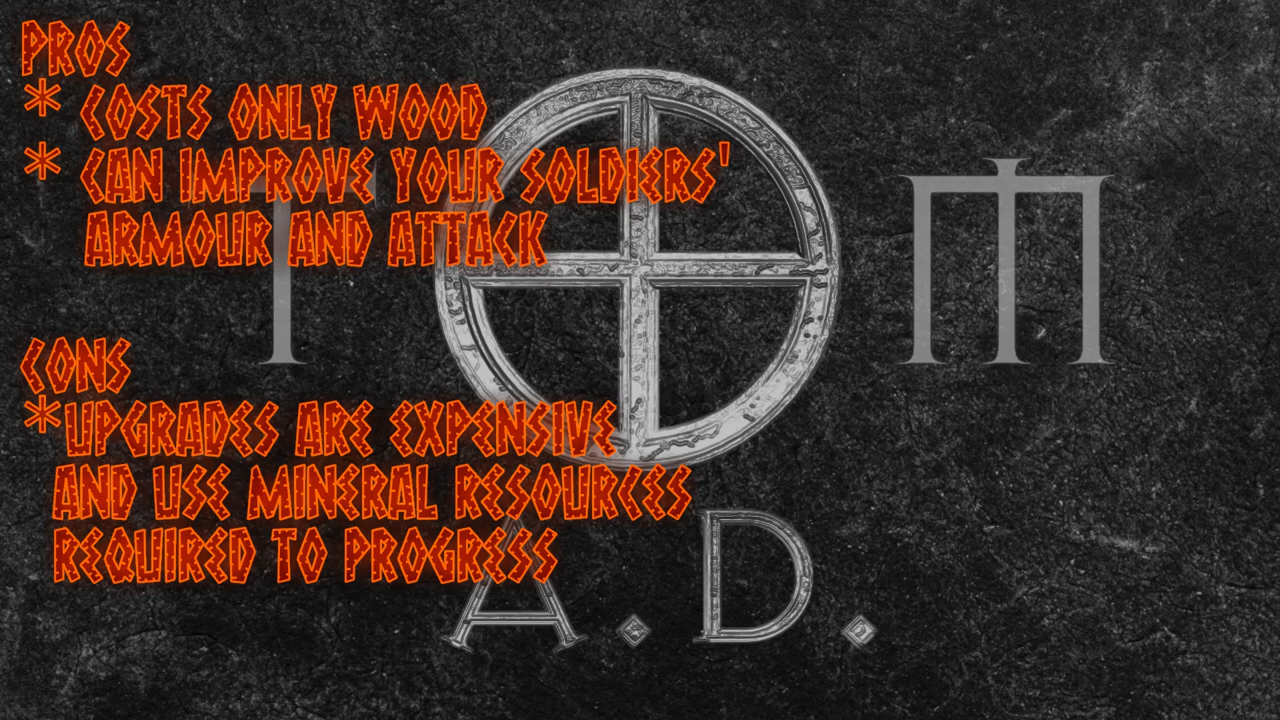 PROS
* COSTS ONLY WOOD
* CAN IMPROVE YOUR SOLDIERS'
ARMOUR AND ATTACK
CONS
*UPGRADES ARE EXPENSIVE
AND USE MINERAL RESOURCES
REQUIRED TO PROGRESS
A.D.